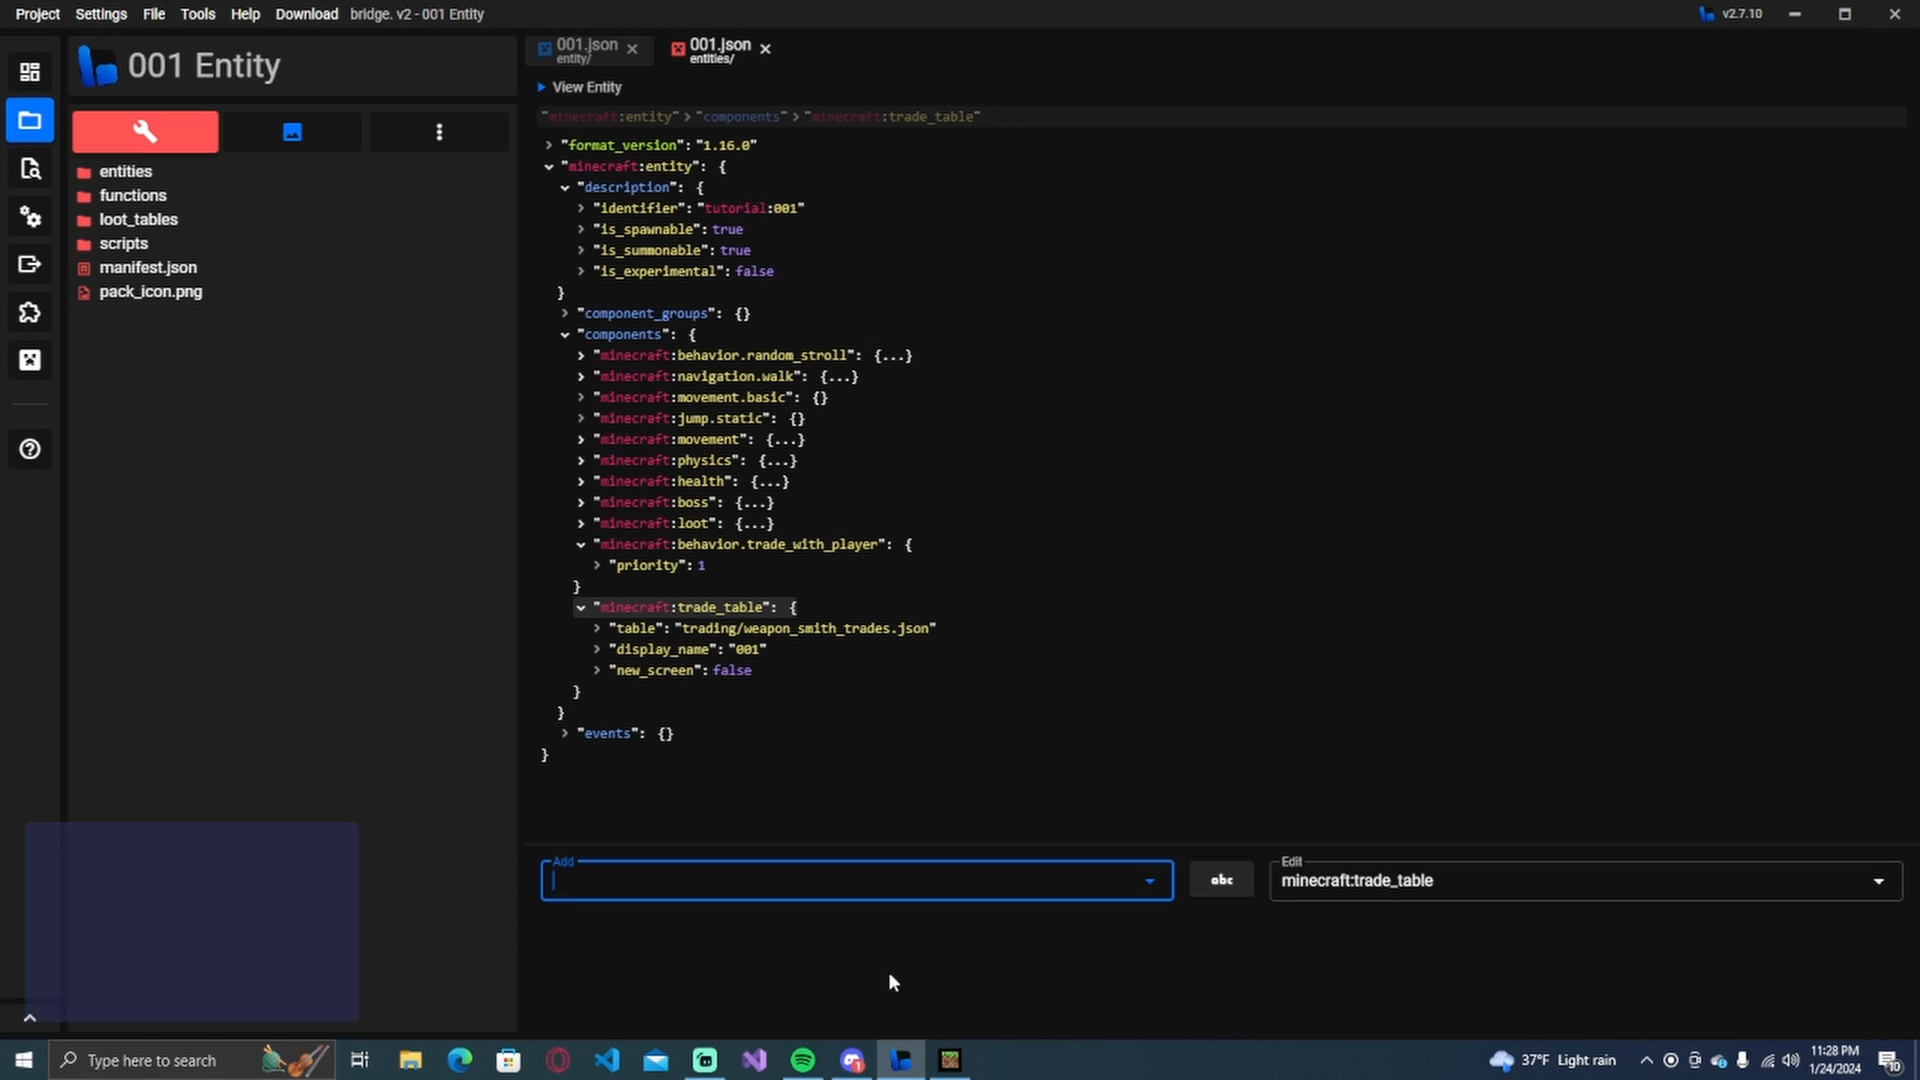 Project Settings File Tools Help Download bridge. v2 - 001 Entity
v2.7.10
001 Entity
entities
functions
loot_tables
scripts
manifest.json
pack_icon.png
001.json
entity/
001.json
entities/
View Entity
"minecraft:entity" > "components" > "minecraft:trade_table"
"format_version": "1.16.0"
"minecraft:entity": {
"description": {
"identifier": "tutorial:001"
"is_spawnable": true
"is_summonable": true
"is_experimental": false
}
"component_groups": {}
"components": {
"minecraft:behavior.random_stroll": {...}
"minecraft:navigation.walk": {...}
"minecraft:movement.basic": {}
"minecraft:jump.static": {}
"minecraft:movement": {...}
"minecraft:physics": {...}
"minecraft:health": {...}
"minecraft:boss": {...}
"minecraft:loot": {...}
"minecraft:behavior.trade_with_player": {
"priority": 1
}
"minecraft:trade_table": {
"table": "trading/weapon_smith_trades.json"
"display_name": "001"
"new_screen": false
}
}
"events": {}
}
Add
abc
Edit
minecraft:trade_table
Type here to search
1
37°F Light rain
11:28 PM
1/24/2024
10